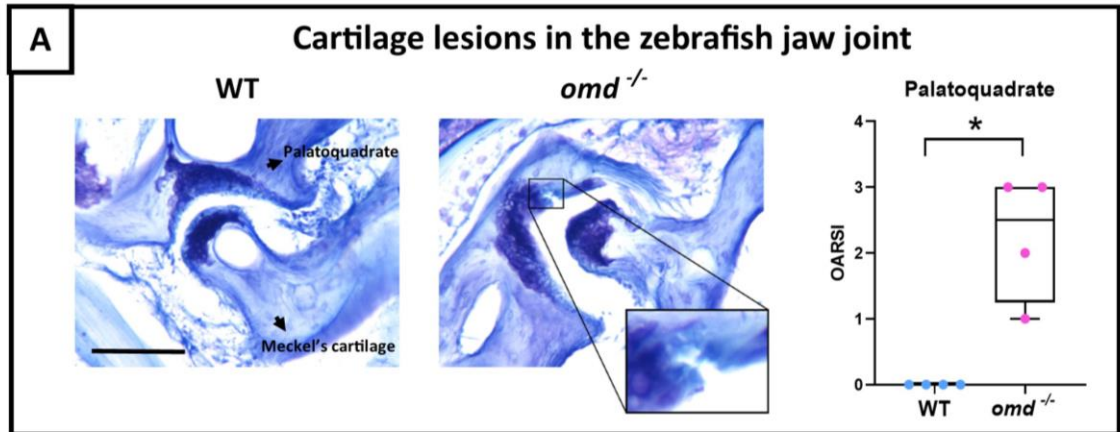 A
Cartilage lesions in the zebrafish jaw joint
WT
Palatoquadrate
Meckel's cartilage
omd -/-
Palatoquadrate
*
OARSI
4
3
2
1
0
WT
omd -/-